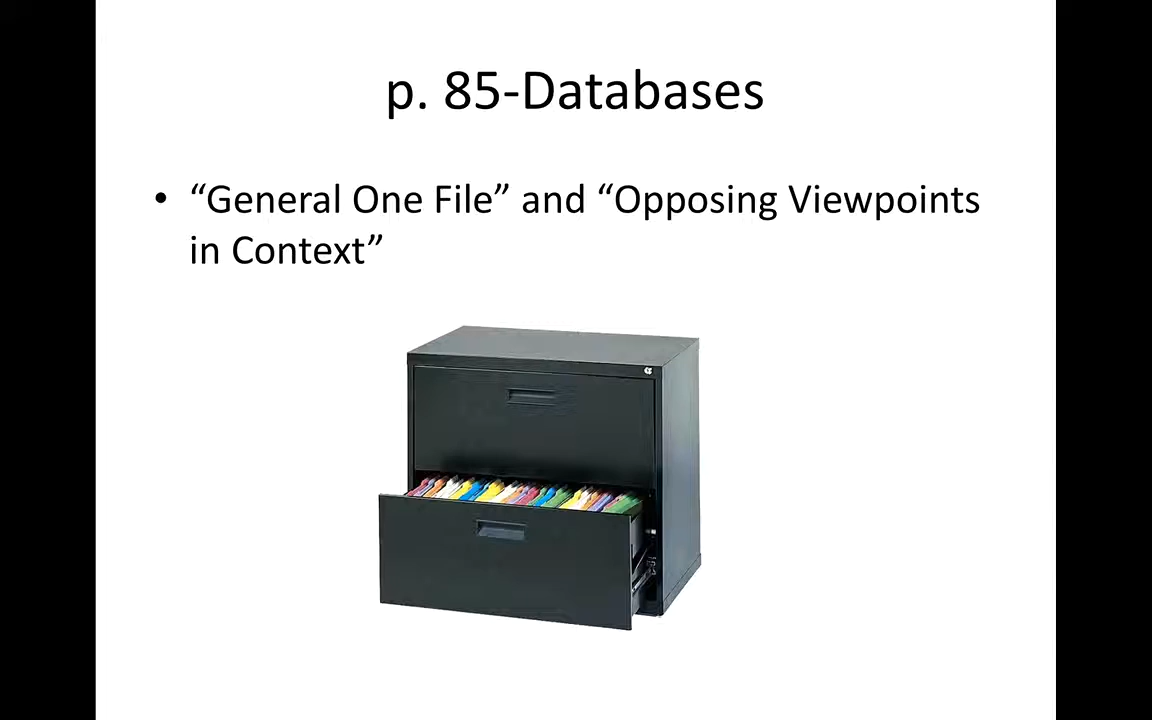 p. 85-Databases
• “General One File” and “Opposing Viewpoints
in Context”